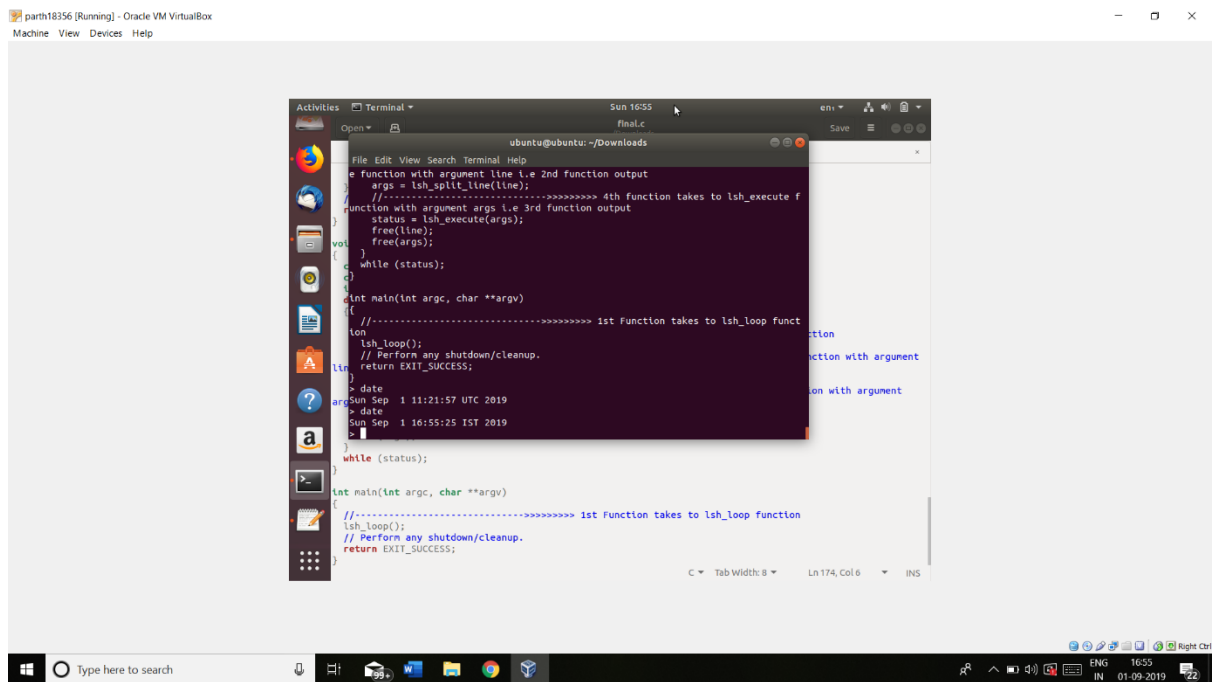 parth18356 [Running] - Oracle VM VirtualBox
Machine View Devices Help
Activities Terminal Sun 16:55 en₁
Open final.c Save
ubuntu@ubuntu: ~/Downloads
File Edit View Search Terminal Help
e function with argument line i.e 2nd function output
args = lsh_split_line(line);
//------------------------------>>>>>>>>> 4th function takes to lsh_execute f
unction with argument args i.e 3rd function output
status = lsh_execute(args);
free(line);
free(args);
}
while (status);
}
int main(int argc, char **argv)
{
//------------------------------>>>>>>>>> 1st Function takes to lsh_loop funct
ion
lsh_loop();
// Perform any shutdown/cleanup.
return EXIT_SUCCESS;
}
> date
Sun Sep 1 11:21:57 UTC 2019
> date
Sun Sep 1 16:55:25 IST 2019
>
ction
nction with argument
lin
ion with argument
arg
}
while (status);
}
int main(int argc, char **argv)
{
//------------------------------>>>>>>>>> 1st Function takes to lsh_loop function
lsh_loop();
// Perform any shutdown/cleanup.
return EXIT_SUCCESS;
}
C Tab Width: 8 Ln 174, Col 6 INS
Right Ctrl
Type here to search 99+ ENG 16:55
IN 01-09-2019 22